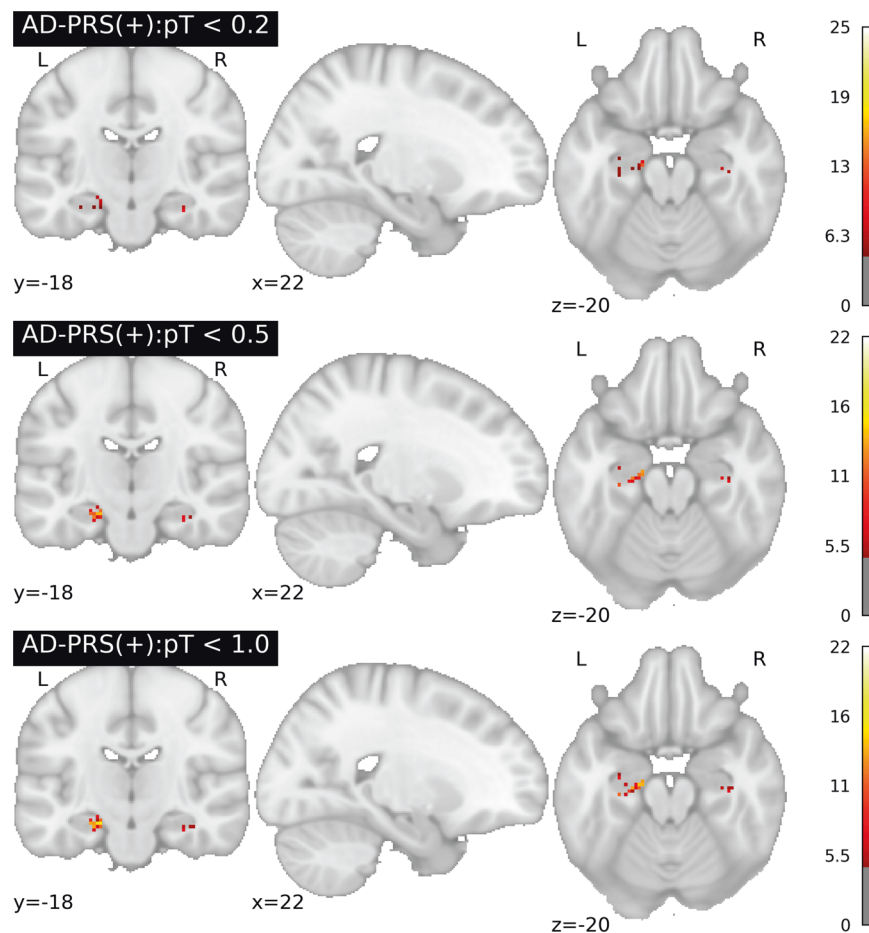 AD-PRS(+):pT < 0.2
L R L R
25
19
13
6.3
0
y=-18 x=22 z=-20
AD-PRS(+):pT < 0.5
L R L R
22
16
11
5.5
0
y=-18 x=22 z=-20
AD-PRS(+):pT < 1.0
L R L R
22
16
11
5.5
0
y=-18 x=22 z=-20